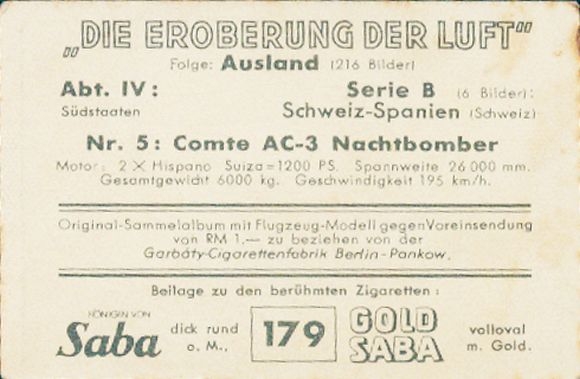 „DIE EROBERUNG DER LUFT“
Folge: Ausland (216 Bilder)
Abt. IV: Serie B (6 Bilder):
Südstaaten Schweiz-Spanien (Schweiz)
Nr. 5: Comte AC-3 Nachtbomber
Motor: 2 X Hispano Suiza=1200 PS. Spannweite 26 000 mm.
Gesamtgewicht 6000 kg. Geschwindigkeit 195 km/h.
Original-Sammelalbum mit Flugzeug-Modell gegen Voreinsendung
von RM 1.— zu beziehen von der
Garbáty-Cigarettenfabrik Berlin-Pankow.
Beilage zu den berühmten Zigaretten:
KÖNIGIN VON
Saba dick rund o. M., 179 GOLD SABA volloval m. Gold.